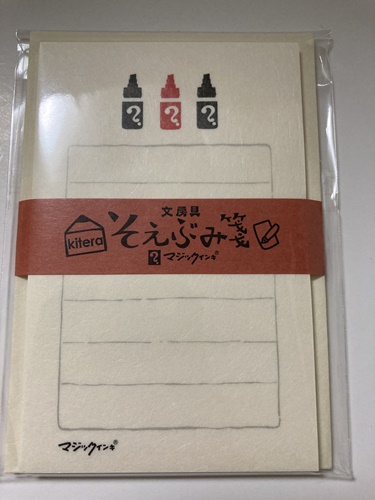 ? ? ?
文房具
kitera そえぶみ箋
? マジックインキ®
マジックインキ®